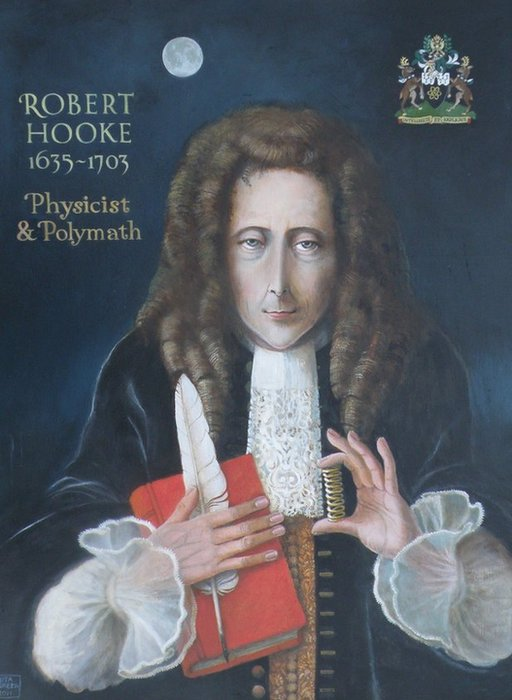 ROBERT
HOOKE
1635~1703
Physicist
& Polymath